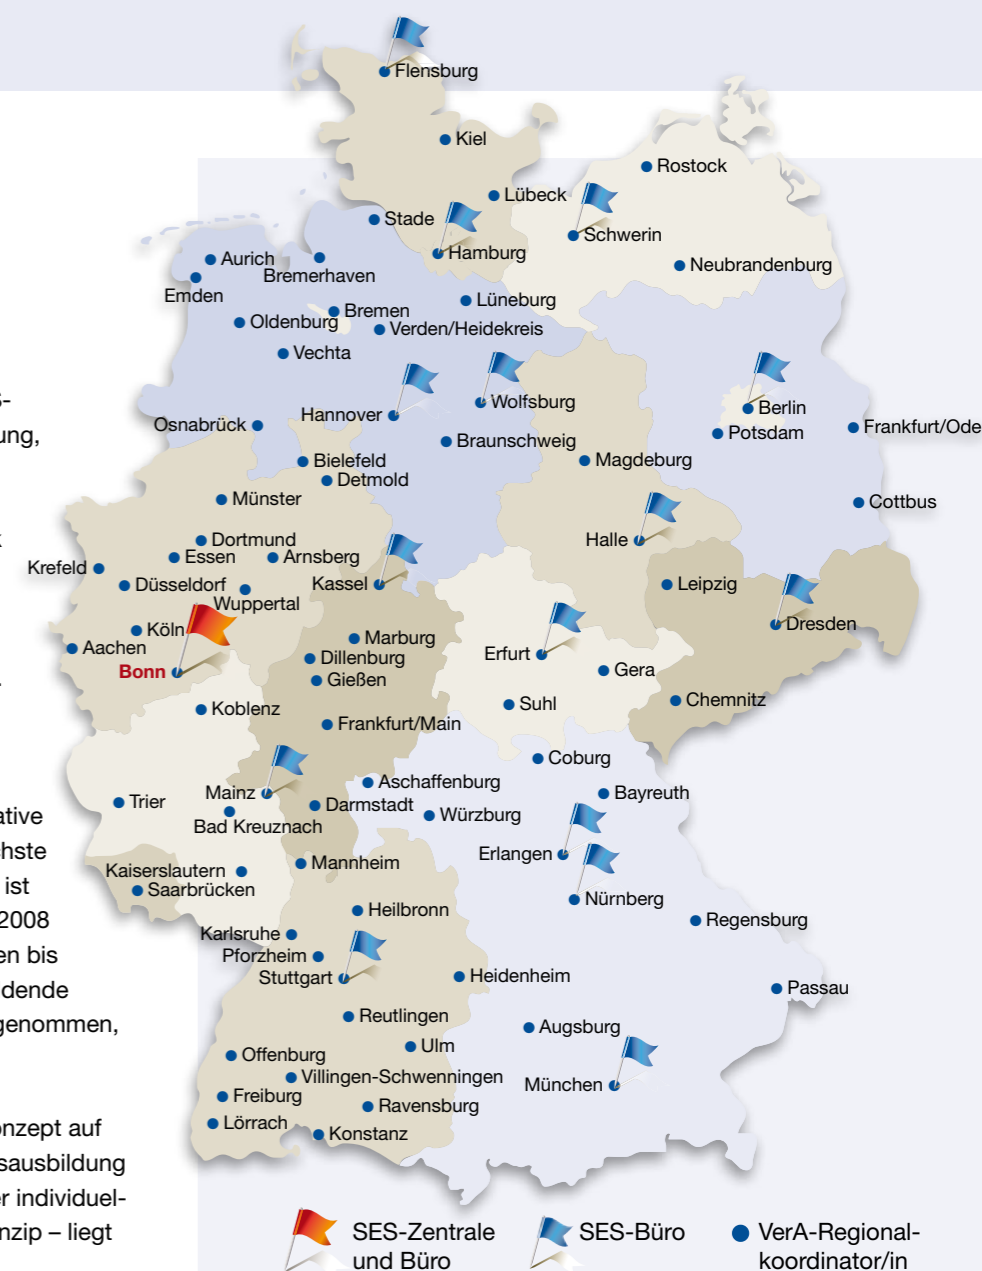 Flensburg
Kiel
Rostock
Lübeck
Stade
Schwerin
Hamburg
Aurich
Bremerhaven
Neubrandenburg
Emden
Lüneburg
Bremen
Oldenburg
Verden/Heidekreis
Vechta
Wolfsburg
Hannover
Berlin
Osnabrück
Potsdam
Frankfurt/Ode
Braunschweig
Bielefeld
Magdeburg
Detmold
Münster
Cottbus
Dortmund
Halle
Essen
Arnsberg
Krefeld
Düsseldorf
Kassel
Leipzig
Wuppertal
Köln
Dresden
Marburg
Aachen
Dillenburg
Erfurt
Bonn
Gießen
Gera
Koblenz
Suhl
Chemnitz
Frankfurt/Main
Coburg
Aschaffenburg
Mainz
Bayreuth
Trier
Darmstadt
Würzburg
Bad Kreuznach
Erlangen
Mannheim
Kaiserslautern
Saarbrücken
Nürnberg
Heilbronn
Regensburg
Karlsruhe
Pforzheim
Stuttgart
Heidenheim
Passau
Reutlingen
Augsburg
Ulm
Offenburg
Villingen-Schwenningen
München
Freiburg
Ravensburg
Lörrach
Konstanz
ung,
ative
chste
ist
2008
en bis
dende
genommen,
onzept auf
sausbildung
er individuel-
nzip – liegt
SES-Zentrale
und Büro
SES-Büro
VerA-Regional-
koordinator/in